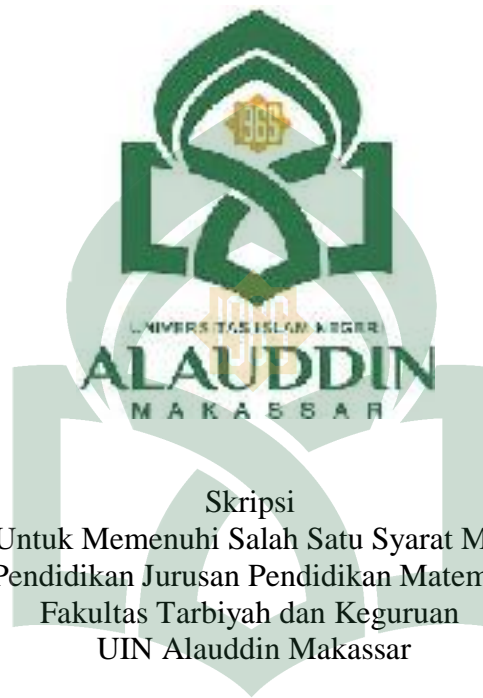 1965
UNIVERSITAS ISLAM NEGERI
ALAUDDIN
MAKASSAR
Skripsi
Untuk Memenuhi Salah Satu Syarat M
Pendidikan Jurusan Pendidikan Matem
Fakultas Tarbiyah dan Keguruan
UIN Alauddin Makassar